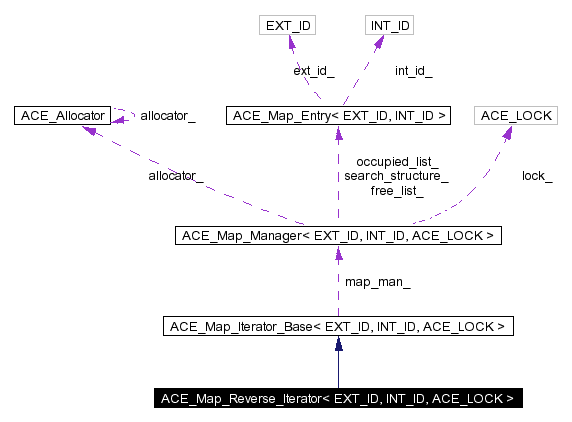 EXT_ID
INT_ID
ext_id_
int_id_
ACE_Allocator
allocator_
ACE_Map_Entry< EXT_ID, INT_ID >
ACE_LOCK
allocator_
occupied_list_
search_structure_
free_list_
lock_
ACE_Map_Manager< EXT_ID, INT_ID, ACE_LOCK >
map_man_
ACE_Map_Iterator_Base< EXT_ID, INT_ID, ACE_LOCK >
ACE_Map_Reverse_Iterator< EXT_ID, INT_ID, ACE_LOCK >